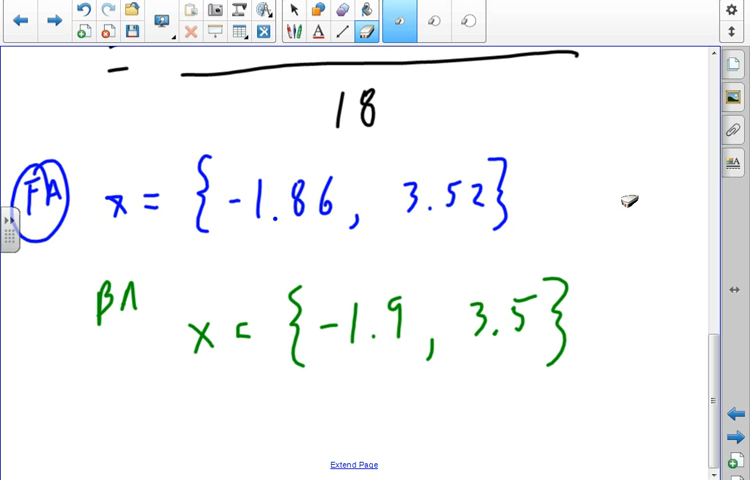 =
18
FA x = { -1.86 , 3.52 }
BA x = { -1.9 , 3.5 }
Extend Page